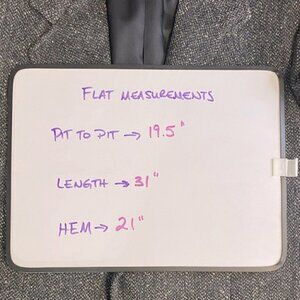 FLAT MEASUREMENTS
PIT TO PIT → 19.5"
LENGTH → 31"
HEM → 21"